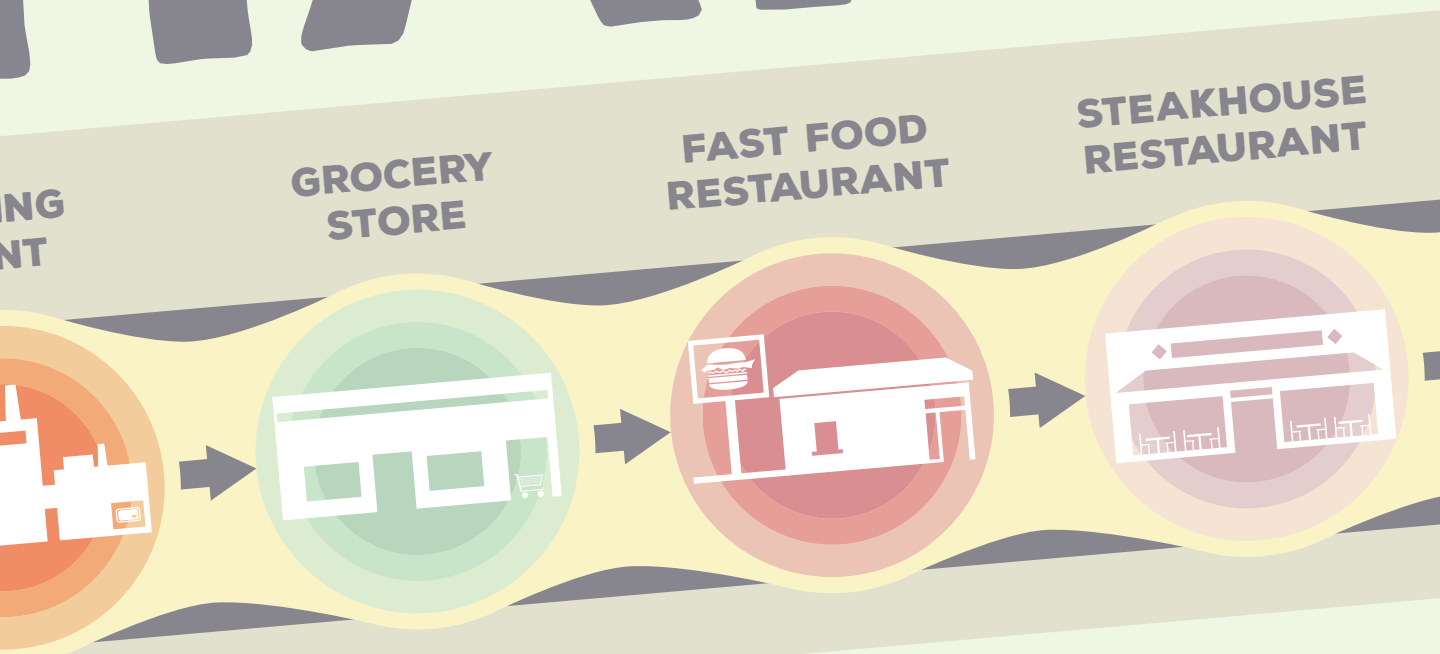 GROCERY
STORE
FAST FOOD
RESTAURANT
STEAKHOUSE
RESTAURANT